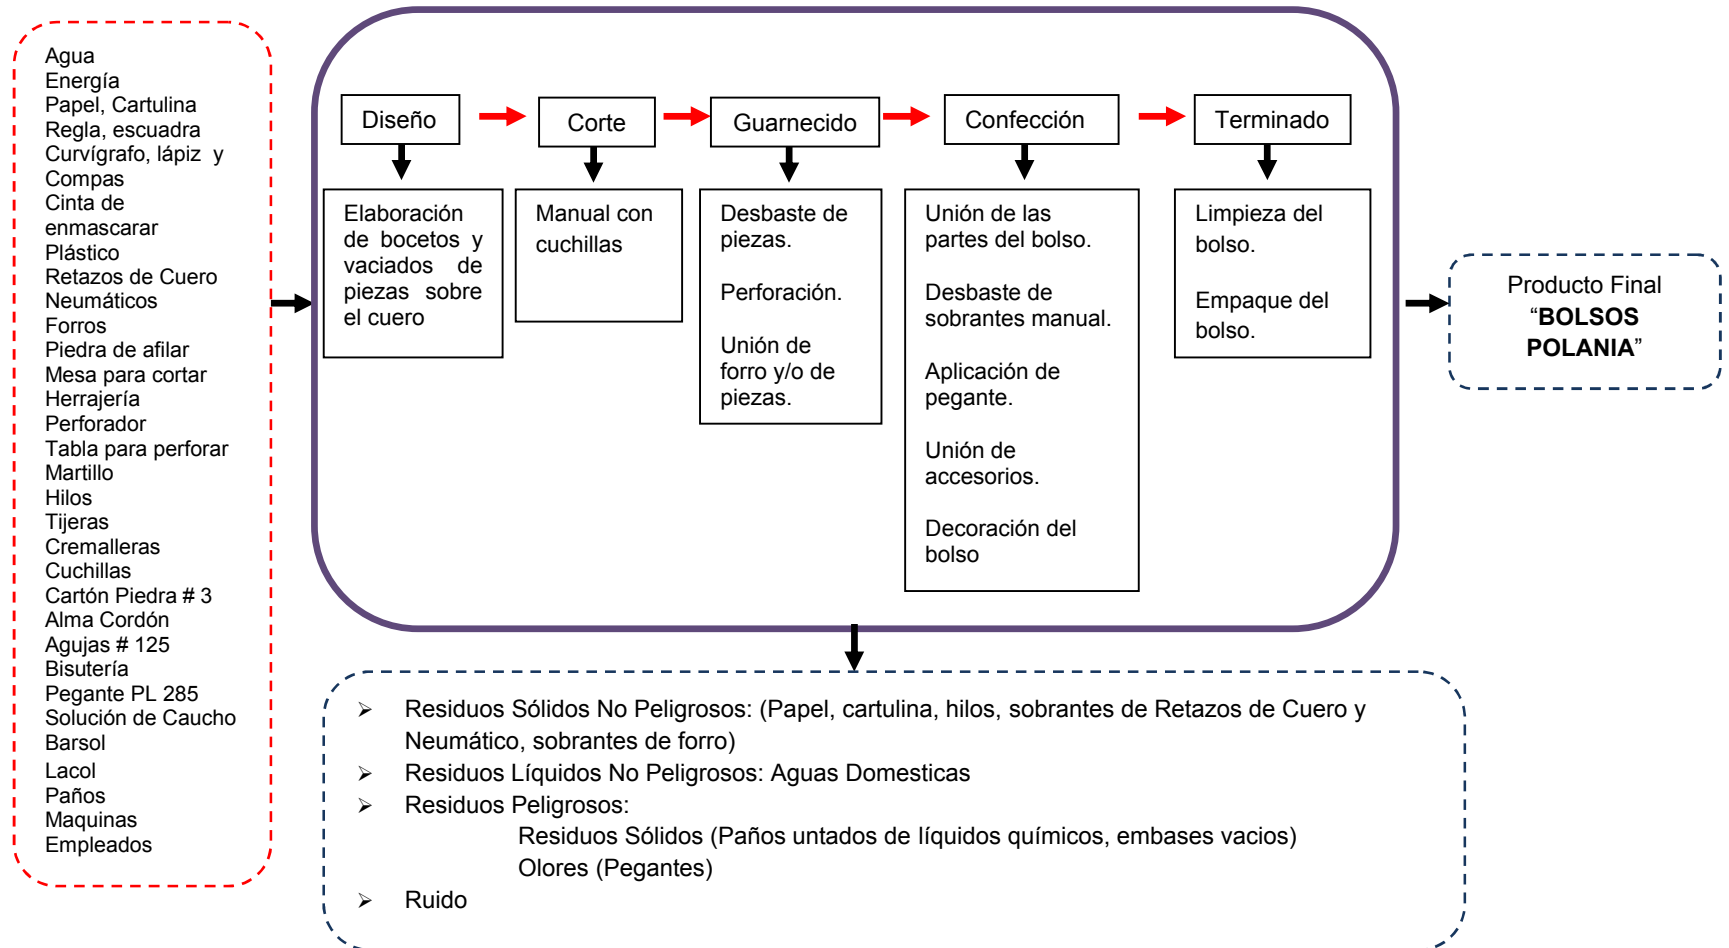 Agua
Energía
Papel, Cartulina
Regla, escuadra
Curvígrafo, lápiz y
Compas
Cinta de
enmascarar
Plástico
Retazos de Cuero
Neumáticos
Forros
Piedra de afilar
Mesa para cortar
Herrajería
Perforador
Tabla para perforar
Martillo
Hilos
Tijeras
Cremalleras
Cuchillas
Cartón Piedra # 3
Alma Cordón
Agujas # 125
Bisutería
Pegante PL 285
Solución de Caucho
Barsol
Lacol
Paños
Maquinas
Empleados
Diseño
Corte
Guarnecido
Confección
Terminado
Elaboración
de bocetos y
vaciados de
piezas sobre
el cuero
Manual con
cuchillas
Desbaste de
piezas.
Perforación.
Unión de
forro y/o de
piezas.
Unión de las
partes del bolso.
Desbaste de
sobrantes manual.
Aplicación de
pegante.
Unión de
accesorios.
Decoración del
bolso
Limpieza del
bolso.
Empaque del
bolso.
Producto Final
“BOLSOS
POLANIA”
➢ Residuos Sólidos No Peligrosos: (Papel, cartulina, hilos, sobrantes de Retazos de Cuero y
Neumático, sobrantes de forro)
➢ Residuos Líquidos No Peligrosos: Aguas Domesticas
➢ Residuos Peligrosos:
Residuos Sólidos (Paños untados de líquidos químicos, embases vacios)
Olores (Pegantes)
➢ Ruido